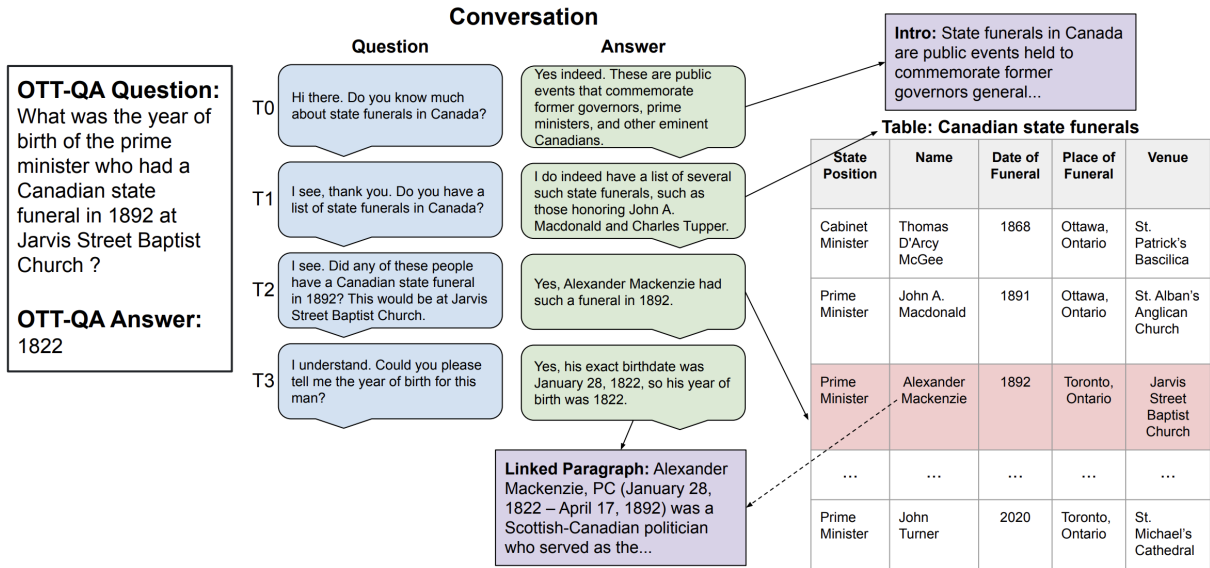 Conversation
Question
Answer
OTT-QA Question:
What was the year of
birth of the prime
minister who had a
Canadian state
funeral in 1892 at
Jarvis Street Baptist
Church ?
OTT-QA Answer:
1822
T0
Hi there. Do you know much
about state funerals in Canada?
Yes indeed. These are public
events that commemorate
former governors, prime
ministers, and other eminent
Canadians.
T1
I see, thank you. Do you have a
list of state funerals in Canada?
I do indeed have a list of several
such state funerals, such as
those honoring John A.
Macdonald and Charles Tupper.
T2
I see. Did any of these people
have a Canadian state funeral
in 1892? This would be at Jarvis
Street Baptist Church.
Yes, Alexander Mackenzie had
such a funeral in 1892.
T3
I understand. Could you please
tell me the year of birth for this
man?
Yes, his exact birthdate was
January 28, 1822, so his year of
birth was 1822.
Linked Paragraph: Alexander
Mackenzie, PC (January 28,
1822 – April 17, 1892) was a
Scottish-Canadian politician
who served as the...
Intro: State funerals in Canada
are public events held to
commemorate former
governors general...
Table: Canadian state funerals
State Position Name Date of Funeral Place of Funeral Venue
Cabinet Minister Thomas D'Arcy McGee 1868 Ottawa, Ontario St. Patrick's Bascilica
Prime Minister John A. Macdonald 1891 Ottawa, Ontario St. Alban's Anglican Church
Prime Minister Alexander Mackenzie 1892 Toronto, Ontario Jarvis Street Baptist Church
... ... ... ... ...
Prime Minister John Turner 2020 Toronto, Ontario St. Michael's Cathedral